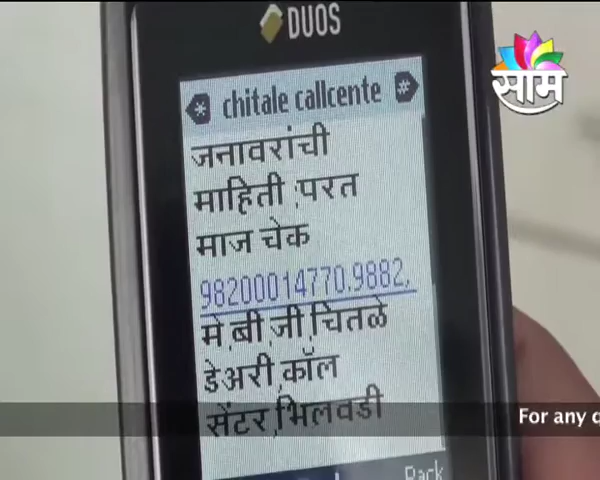 DUOS
साम
* chitale callcente #
जनावरांची
माहिती :परत
माज चेक
98200014770.9882,
मे,बी,जी,चितळे
डेअरी,कॉल
सेंटर,भिलवडी
For any q
Back